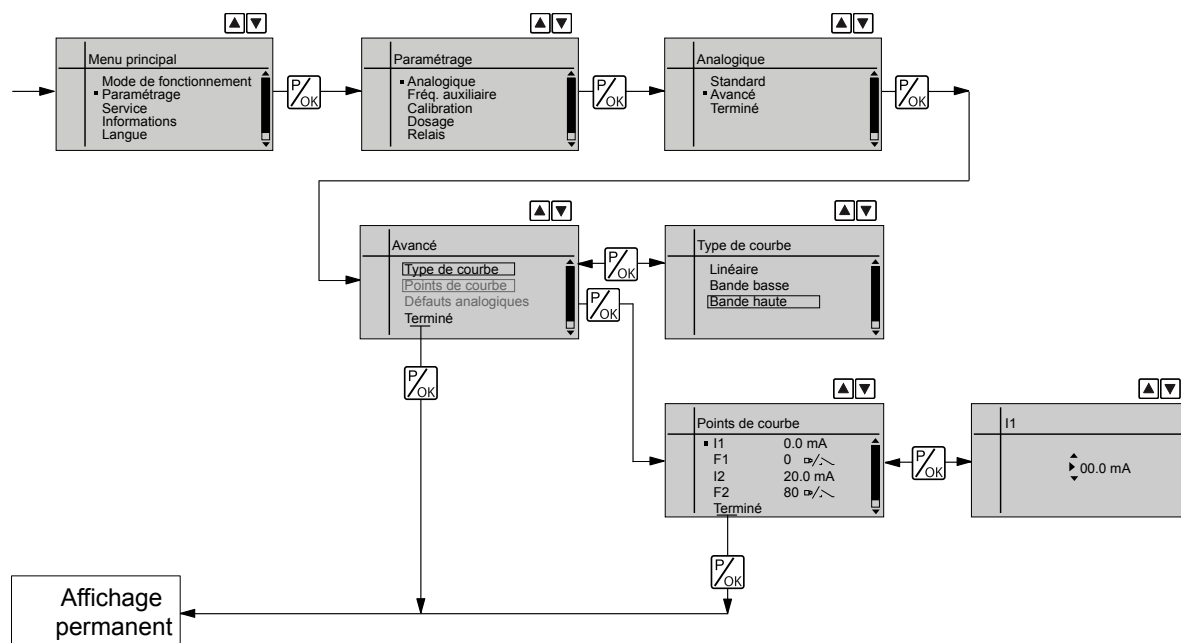 Menu principal
Mode de fonctionnement
Paramétrage
Service
Informations
Langue
P/OK
Paramétrage
Analogique
Fréq. auxiliaire
Calibration
Dosage
Relais
P/OK
Analogique
Standard
Avancé
Terminé
P/OK
Avancé
Type de courbe
Points de courbe
Défauts analogiques
Terminé
P/OK
P/OK
Type de courbe
Linéaire
Bande basse
Bande haute
P/OK
Points de courbe
I1 0.0 mA
F1 0
I2 20.0 mA
F2 80
Terminé
P/OK
I1
00.0 mA
P/OK
Affichage
permanent